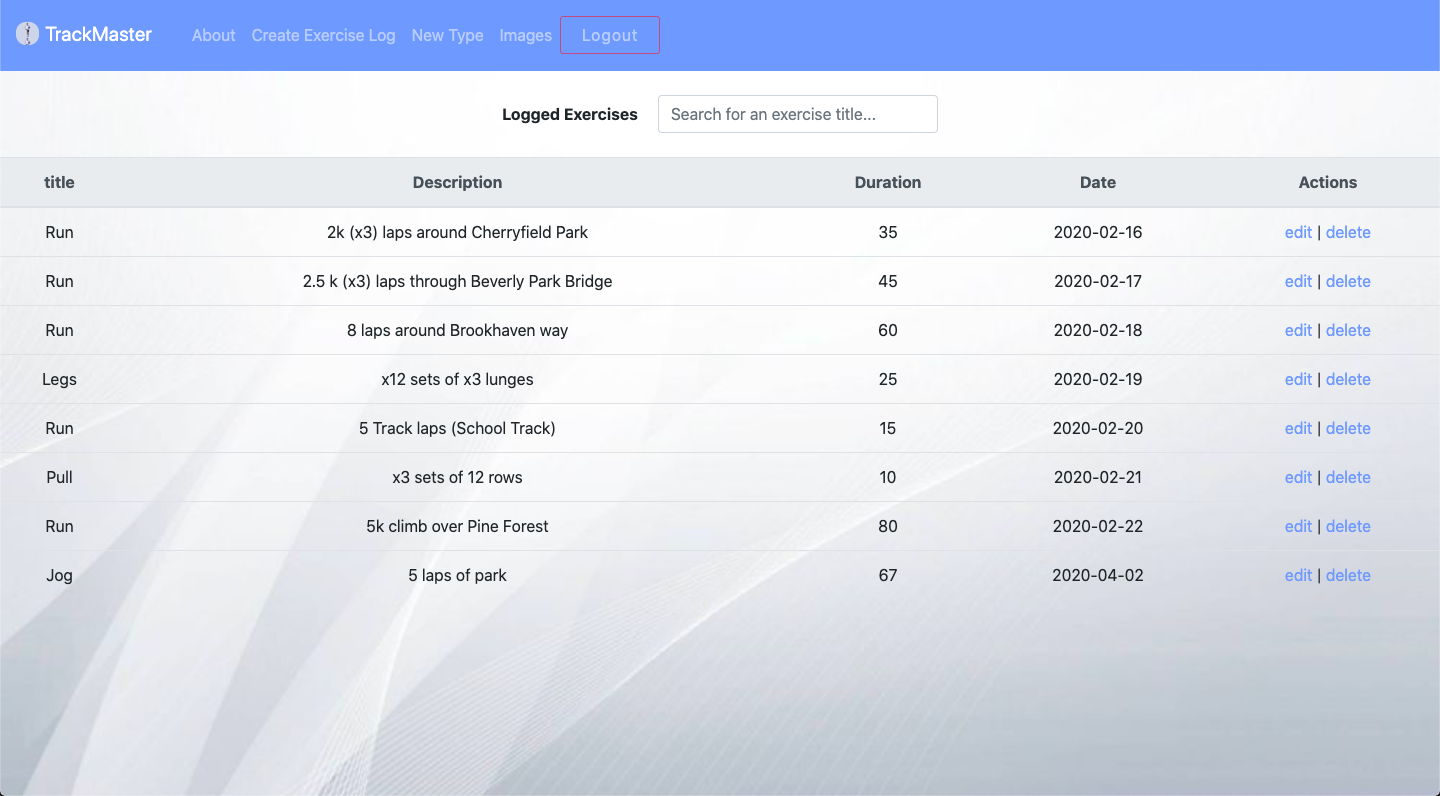 TrackMaster About Create Exercise Log New Type Images Logout
Logged Exercises Search for an exercise title...
title Description Duration Date Actions
Run 2k (x3) laps around Cherryfield Park 35 2020-02-16 edit | delete
Run 2.5 k (x3) laps through Beverly Park Bridge 45 2020-02-17 edit | delete
Run 8 laps around Brookhaven way 60 2020-02-18 edit | delete
Legs x12 sets of x3 lunges 25 2020-02-19 edit | delete
Run 5 Track laps (School Track) 15 2020-02-20 edit | delete
Pull x3 sets of 12 rows 10 2020-02-21 edit | delete
Run 5k climb over Pine Forest 80 2020-02-22 edit | delete
Jog 5 laps of park 67 2020-04-02 edit | delete